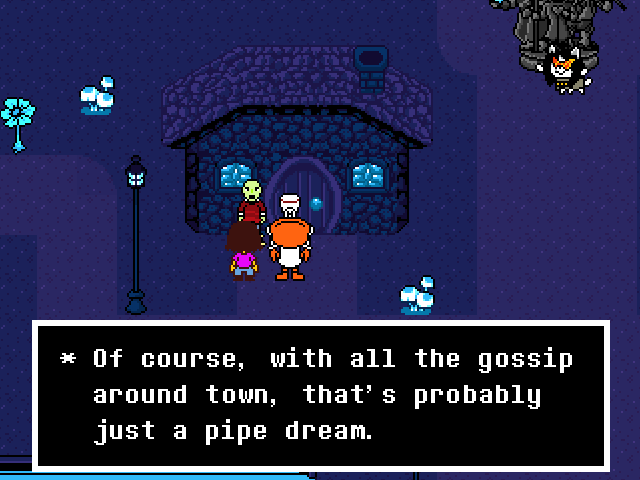 * Of course, with all the gossip
around town, that's probably
just a pipe dream.